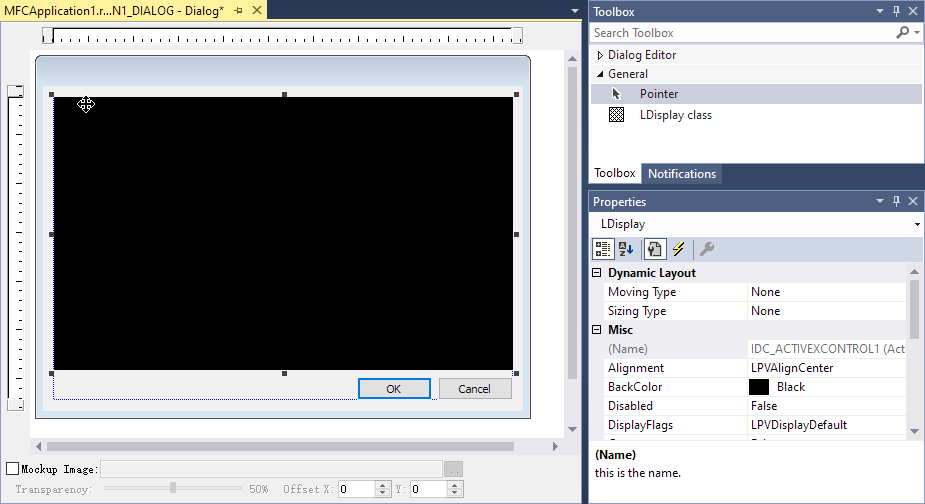 MFCApplication1.r...N1_DIALOG - Dialog*
OK
Cancel
Mockup Image:
...
Transparency:
50%
Offset X:
0
Y:
0
Toolbox
Search Toolbox
Dialog Editor
General
Pointer
LDisplay class
Toolbox
Notifications
Properties
LDisplay
Dynamic Layout
Moving Type None
Sizing Type None
Misc
(Name) IDC_ACTIVEXCONTROL1 (Act
Alignment LPVAlignCenter
BackColor Black
Disabled False
DisplayFlags LPVDisplayDefault
(Name)
this is the name.